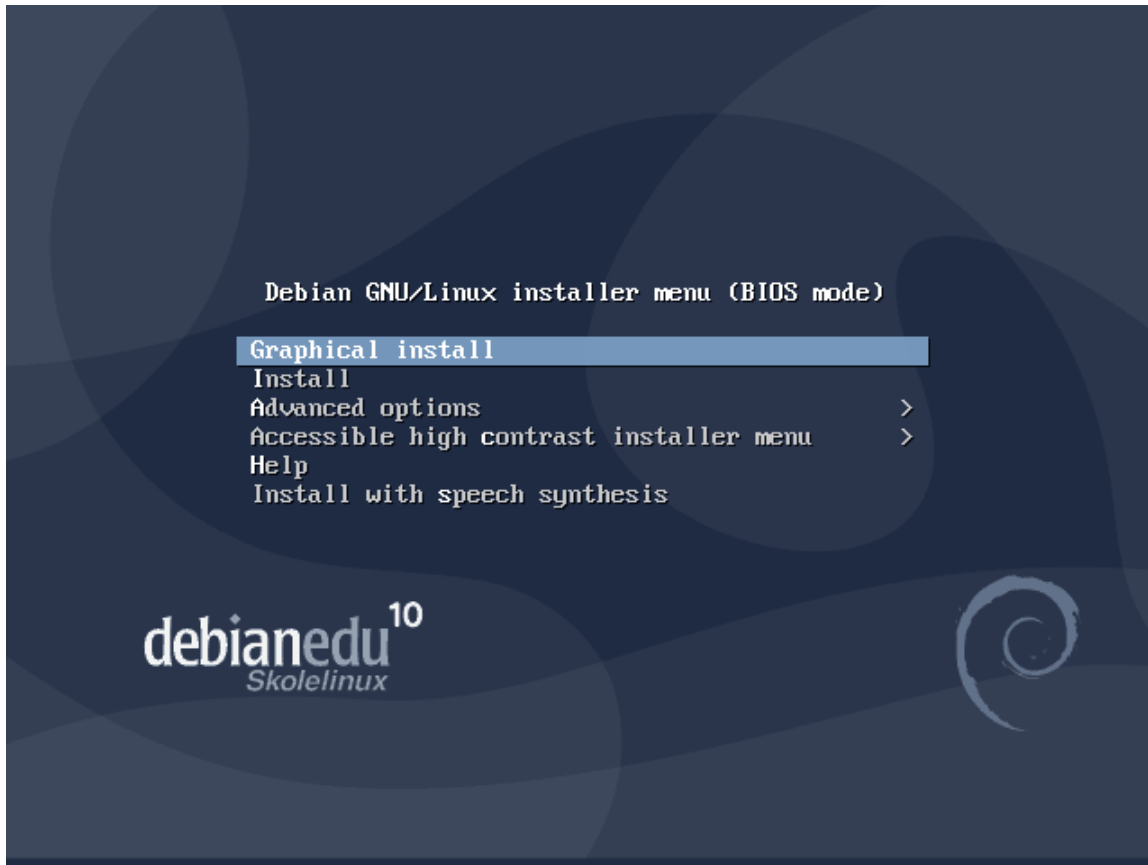 Debian GNU/Linux installer menu (BIOS mode)
Graphical install
Install
Advanced options >
Accessible high contrast installer menu >
Help
Install with speech synthesis
debianedu 10
Skolelinux